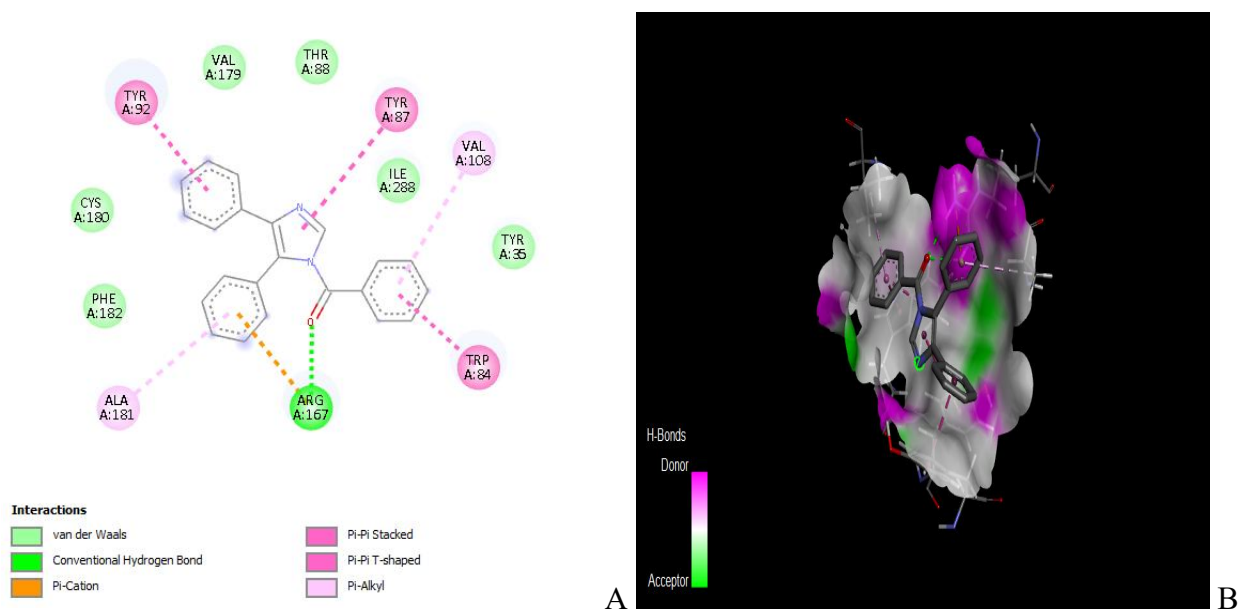 VAL
A:179
THR
A:88
TYR
A:92
TYR
A:87
VAL
A:108
ILE
A:288
CYS
A:180
TYR
A:35
N
N
PHE
A:182
O
TRP
A:84
ALA
A:181
ARG
A:167
Interactions
van der Waals
Conventional Hydrogen Bond
Pi-Cation
Pi-Pi Stacked
Pi-Pi T-shaped
Pi-Alkyl
A
H-Bonds
Donor
Acceptor
B